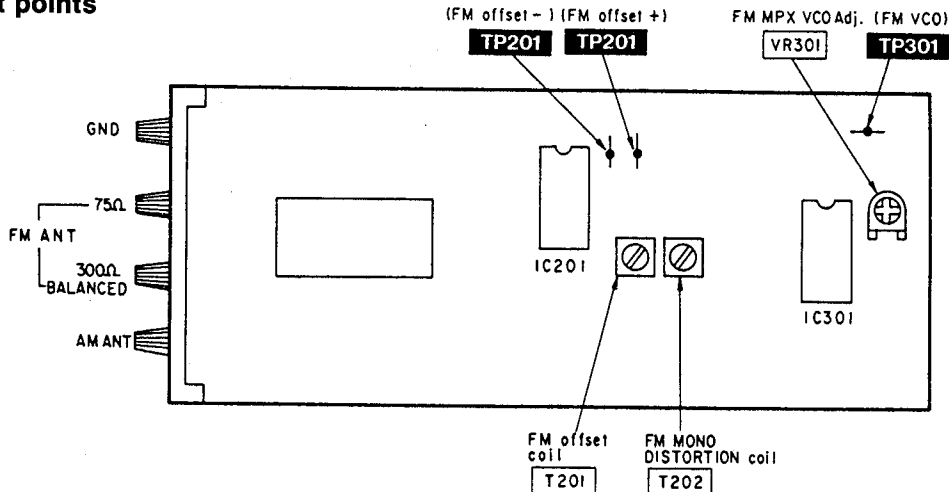 t points
(FM offset - ) (FM offset +)
TP201 TP201
FM MPX VCO Adj. (FM VCO)
VR301 TP301
GND
75Ω
FM ANT
300Ω
BALANCED
AM ANT
IC201
IC301
FM offset
coil
T201
FM MONO
DISTORTION coil
T202